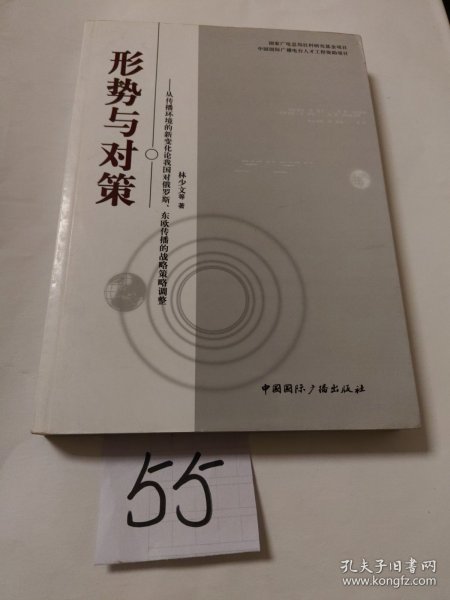 国家广电总局社科研究基金项目
中国国际广播电台人才工程资助项目
形势与对策
——从传播环境的新变化论我国对俄罗斯、东欧传播的战略策略调整
林少文等 著
中国国际广播出版社
55
孔夫子旧书网
www.kongfz.com